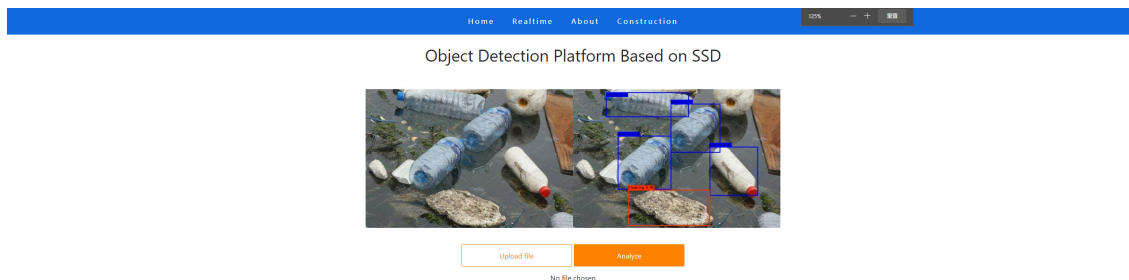 Home Realtime About Construction
125% — + 重置
Object Detection Platform Based on SSD
Upload file Analyze
No file chosen